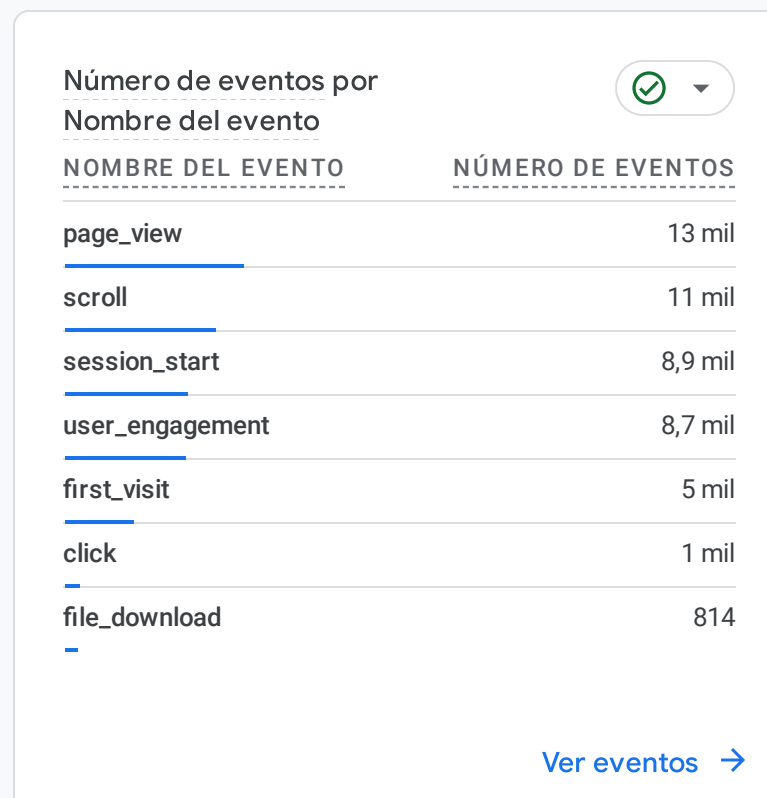 Número de eventos por
Nombre del evento
NOMBRE DEL EVENTO NÚMERO DE EVENTOS
page_view 13 mil
scroll 11 mil
session_start 8,9 mil
user_engagement 8,7 mil
first_visit 5 mil
click 1 mil
file_download 814
Ver eventos